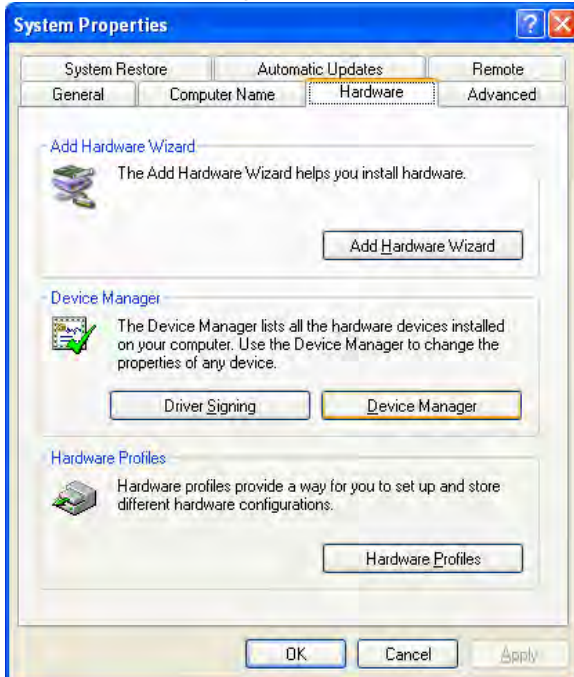 System Properties
System Restore Automatic Updates Remote
General Computer Name Hardware Advanced
Add Hardware Wizard
The Add Hardware Wizard helps you install hardware.
Add Hardware Wizard
Device Manager
The Device Manager lists all the hardware devices installed
on your computer. Use the Device Manager to change the
properties of any device.
Driver Signing Device Manager
Hardware Profiles
Hardware profiles provide a way for you to set up and store
different hardware configurations.
Hardware Profiles
OK Cancel Apply